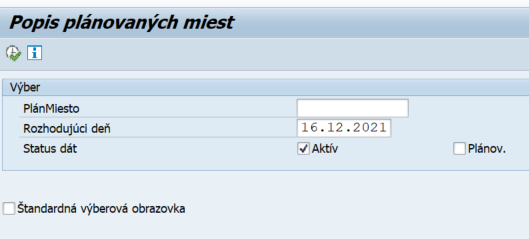 Popis plánovaných miest
Výber
PlánMiesto
Rozhodujúci deň 16.12.2021
Status dát Aktív Plánov.
Štandardná výberová obrazovka